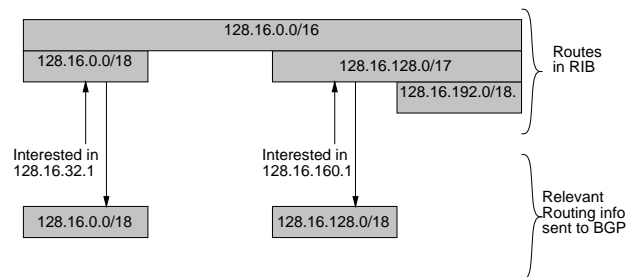 128.16.0.0/16
128.16.0.0/18
128.16.128.0/17
128.16.192.0/18.
Routes
in RIB
Interested in
128.16.32.1
Interested in
128.16.160.1
128.16.0.0/18
128.16.128.0/18
Relevant
Routing info
sent to BGP